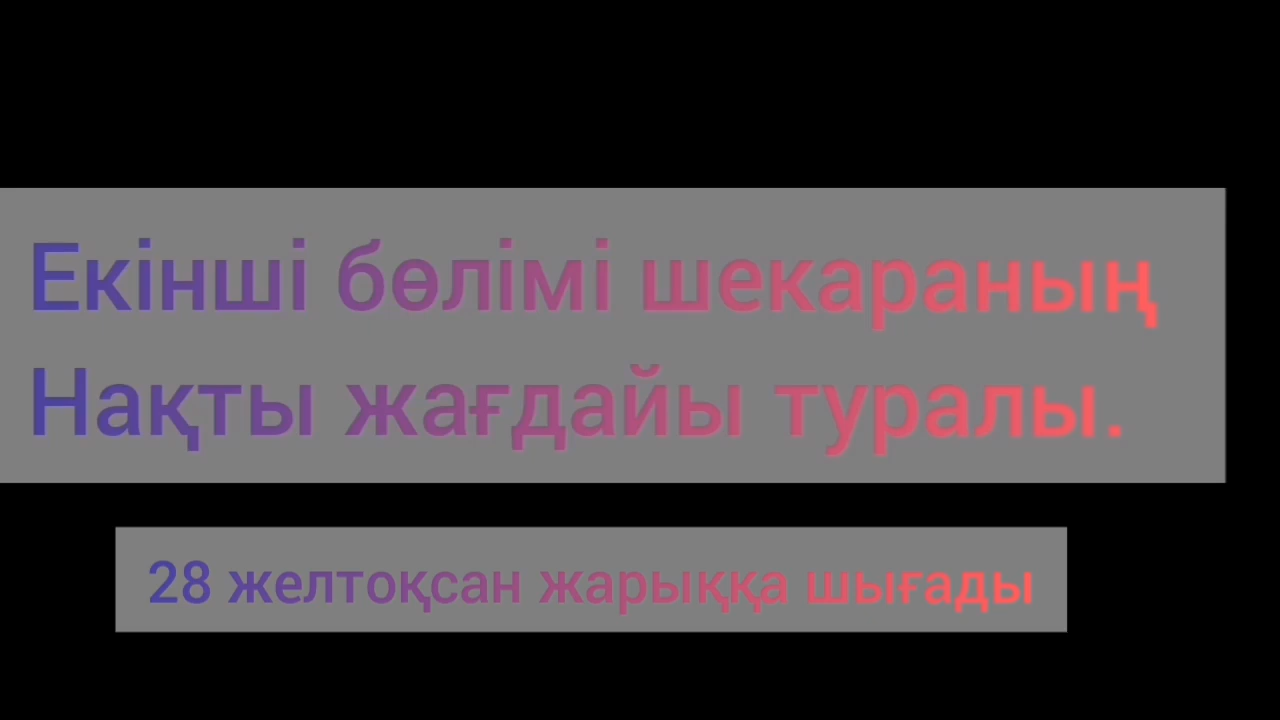 Екінші бөлімі шекараның
Нақты жағдайы туралы.
28 желтоқсан жарыққа шығады